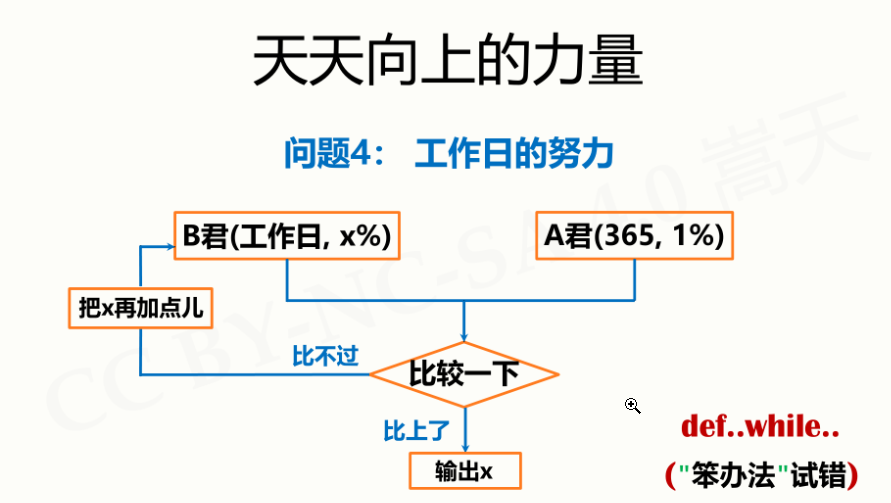 天天向上的力量
问题4： 工作日的努力
B君(工作日, x%)
A君(365, 1%)
把x再加点儿
比不过
比较一下
比上了
输出x
def..while..
("笨办法"试错)
CC BY-NC-SA 4.0 嵩天